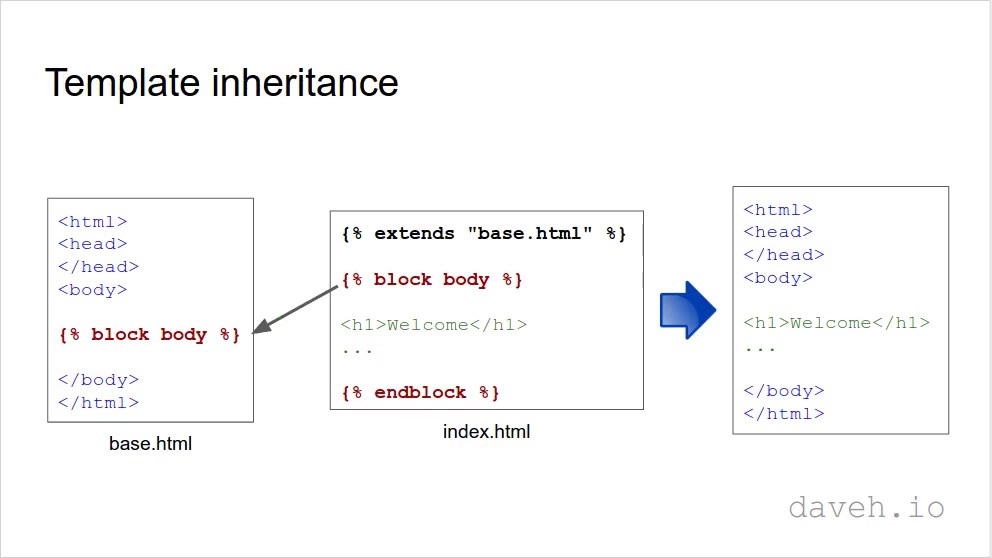 Template inheritance
<html>
<head>
</head>
<body>
{% block body %}
</body>
</html>
base.html
{% extends "base.html" %}
{% block body %}
<h1>Welcome</h1>
...
{% endblock %}
index.html
<html>
<head>
</head>
<body>
<h1>Welcome</h1>
...
</body>
</html>
daveh.io